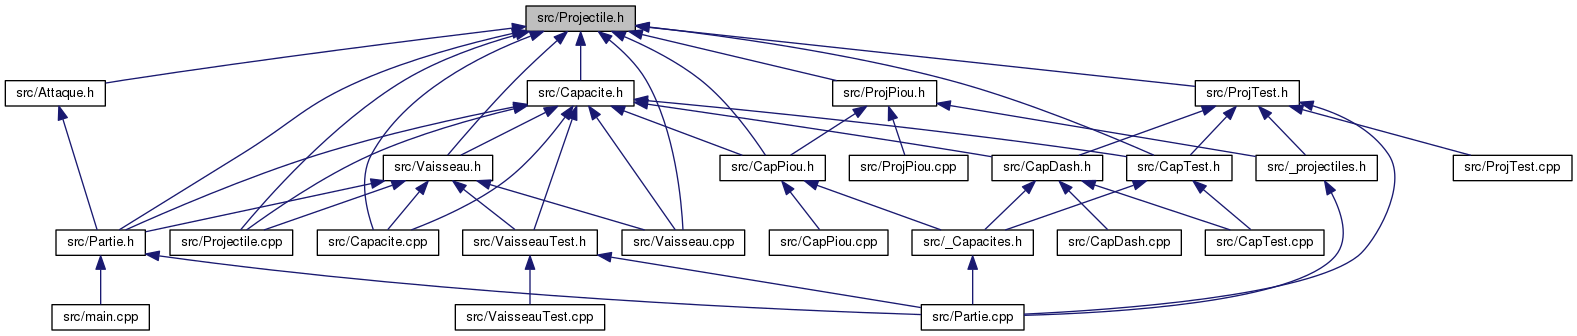 src/Projectile.h
src/Attaque.h
src/Capacite.h
src/ProjPiou.h
src/ProjTest.h
src/Vaisseau.h
src/CapPiou.h
src/ProjPiou.cpp
src/CapDash.h
src/CapTest.h
src/_projectiles.h
src/ProjTest.cpp
src/Partie.h
src/Projectile.cpp
src/Capacite.cpp
src/VaisseauTest.h
src/Vaisseau.cpp
src/CapPiou.cpp
src/_Capacites.h
src/CapDash.cpp
src/CapTest.cpp
src/main.cpp
src/VaisseauTest.cpp
src/Partie.cpp